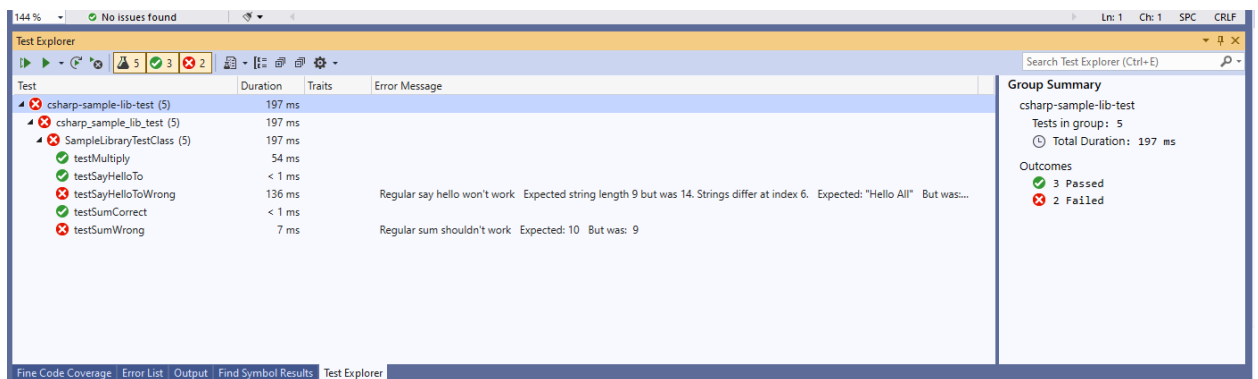 144 % No issues found Ln: 1 Ch: 1 SPC CRLF
Test Explorer
5 3 2 Search Test Explorer (Ctrl+E)
Test Duration Traits Error Message
csharp-sample-lib-test (5) 197 ms
csharp_sample_lib_test (5) 197 ms
SampleLibraryTestClass (5) 197 ms
testMultiply 54 ms
testSayHelloTo < 1 ms
testSayHelloToWrong 136 ms Regular say hello won't work Expected string length 9 but was 14. Strings differ at index 6. Expected: "Hello All" But was:...
testSumCorrect < 1 ms
testSumWrong 7 ms Regular sum shouldn't work Expected: 10 But was: 9
Group Summary
csharp-sample-lib-test
Tests in group: 5
Total Duration: 197 ms
Outcomes
3 Passed
2 Failed
Fine Code Coverage Error List Output Find Symbol Results Test Explorer